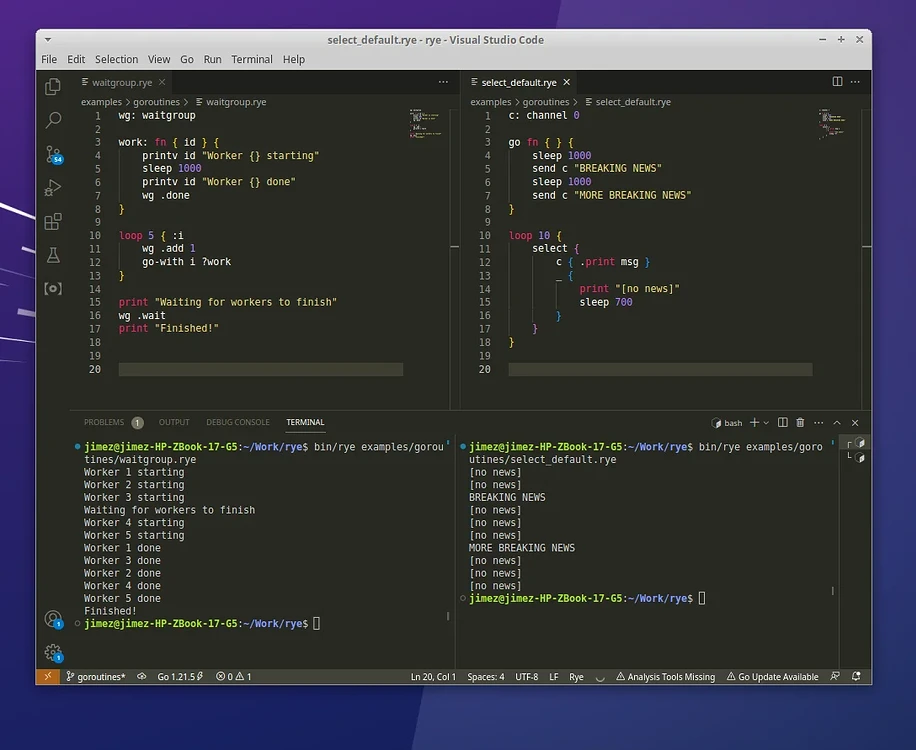 select_default.rye - rye - Visual Studio Code
File Edit Selection View Go Run Terminal Help
waitgroup.rye
examples > goroutines > waitgroup.rye
1 wg: waitgroup
2
3 work: fn { id } {
4 printv id "Worker {} starting"
5 sleep 1000
6 printv id "Worker {} done"
7 wg .done
8 }
9
10 loop 5 { :i
11 wg .add 1
12 go-with i ?work
13 }
14
15 print "Waiting for workers to finish"
16 wg .wait
17 print "Finished!"
18
19
20
select_default.rye
examples > goroutines > select_default.rye
1 c: channel 0
2
3 go fn { } {
4 sleep 1000
5 send c "BREAKING NEWS"
6 sleep 1000
7 send c "MORE BREAKING NEWS"
8 }
9
10 loop 10 {
11 select {
12 c { .print msg }
13 _ {
14 print "[no news]"
15 sleep 700
16 }
17 }
18 }
19
20
54
PROBLEMS 1 OUTPUT DEBUG CONSOLE TERMINAL
bash
jimez@jimez-HP-ZBook-17-G5:~/Work/rye$ bin/rye examples/gorou
tines/waitgroup.rye
Worker 1 starting
Worker 2 starting
Worker 3 starting
Waiting for workers to finish
Worker 4 starting
Worker 5 starting
Worker 1 done
Worker 3 done
Worker 2 done
Worker 4 done
Worker 5 done
Finished!
jimez@jimez-HP-ZBook-17-G5:~/Work/rye$
jimez@jimez-HP-ZBook-17-G5:~/Work/rye$ bin/rye examples/goro
utines/select_default.rye
[no news]
[no news]
BREAKING NEWS
[no news]
[no news]
[no news]
MORE BREAKING NEWS
[no news]
[no news]
[no news]
jimez@jimez-HP-ZBook-17-G5:~/Work/rye$
1
1
goroutines* Go 1.21.5 0 1 Ln 20, Col 1 Spaces: 4 UTF-8 LF Rye Analysis Tools Missing Go Update Available